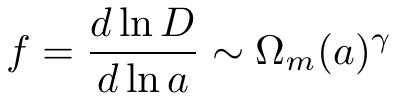 f = \frac{d \ln D}{d \ln a} \sim \Omega_m(a)^\gamma